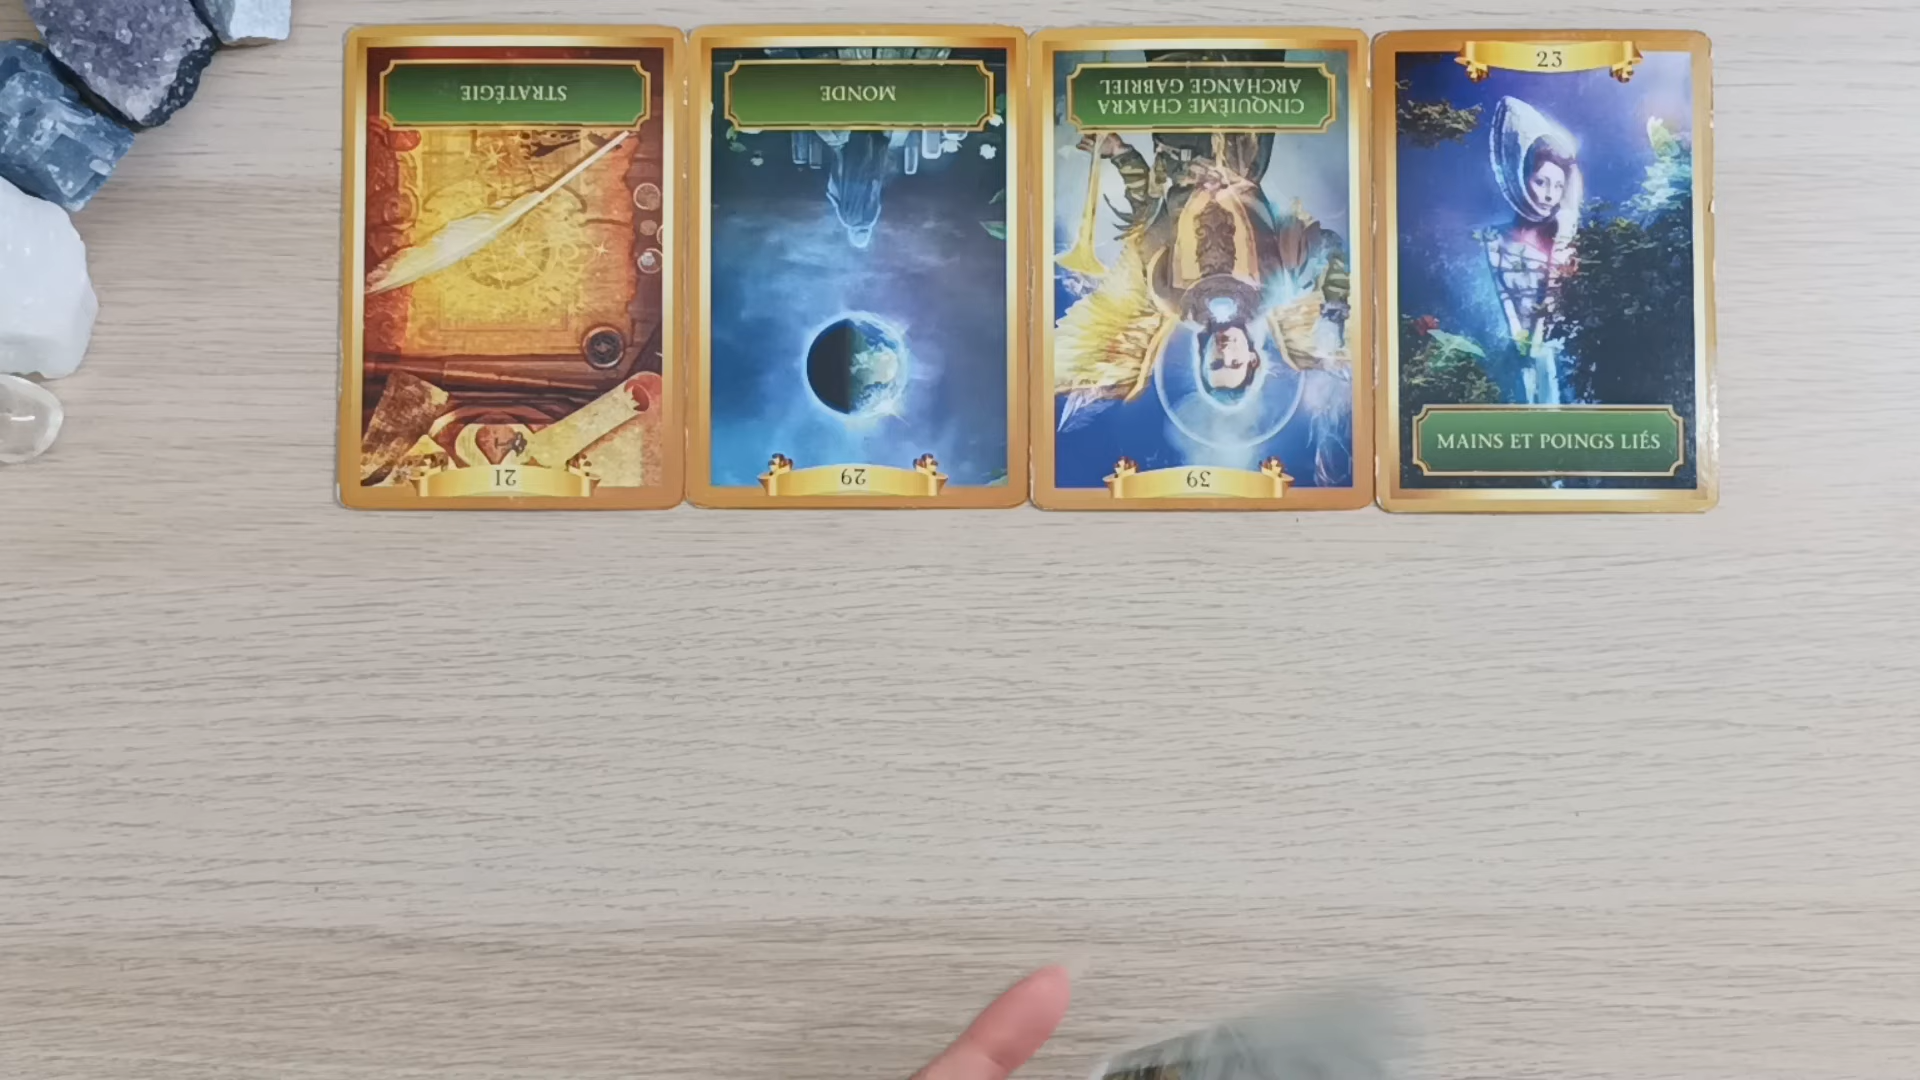 STRATÉGIE
21
MONDE
29
CINQUIÈME CHAKRA
ARCHANGE GABRIEL
39
23
MAINS ET POINGS LIÉS